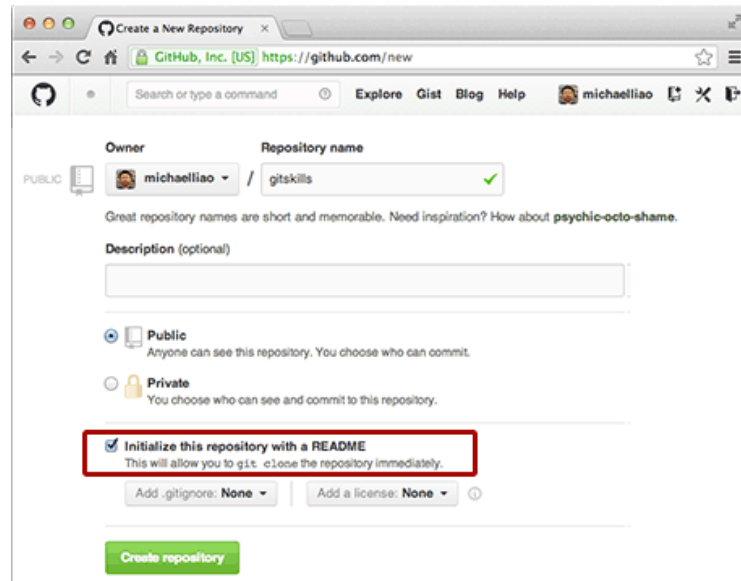 Create a New Repository
GitHub, Inc. [US] https://github.com/new
Search or type a command Explore Gist Blog Help michaelliao
Owner Repository name
PUBLIC michaelliao / gitskills
Great repository names are short and memorable. Need inspiration? How about psychic-octo-shame.
Description (optional)
Public
Anyone can see this repository. You choose who can commit.
Private
You choose who can see and commit to this repository.
Initialize this repository with a README
This will allow you to git clone the repository immediately.
Add .gitignore: None Add a license: None
Create repository